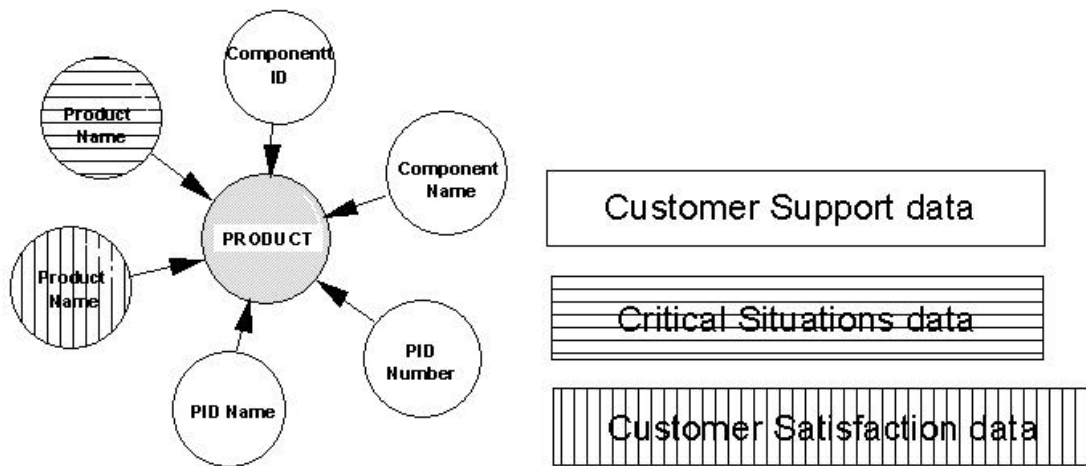 Componentt
ID
Product
Name
Component
Name
PRODUCT
Product
Name
PID
Number
PID Name
Customer Support data
Critical Situations data
Customer Satisfaction data